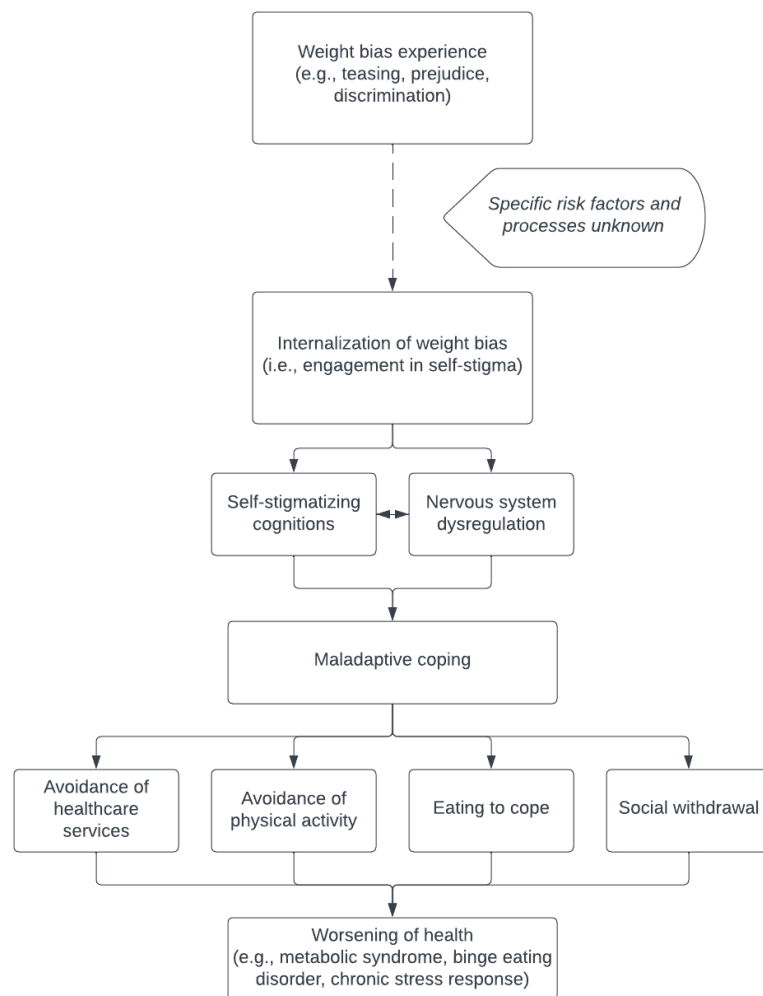 Weight bias experience
(e.g., teasing, prejudice,
discrimination)
Specific risk factors and
processes unknown
Internalization of weight bias
(i.e., engagement in self-stigma)
Self-stigmatizing
cognitions
Nervous system
dysregulation
Maladaptive coping
Avoidance of
healthcare
services
Avoidance of
physical activity
Eating to cope
Social withdrawal
Worsening of health
(e.g., metabolic syndrome, binge eating
disorder, chronic stress response)